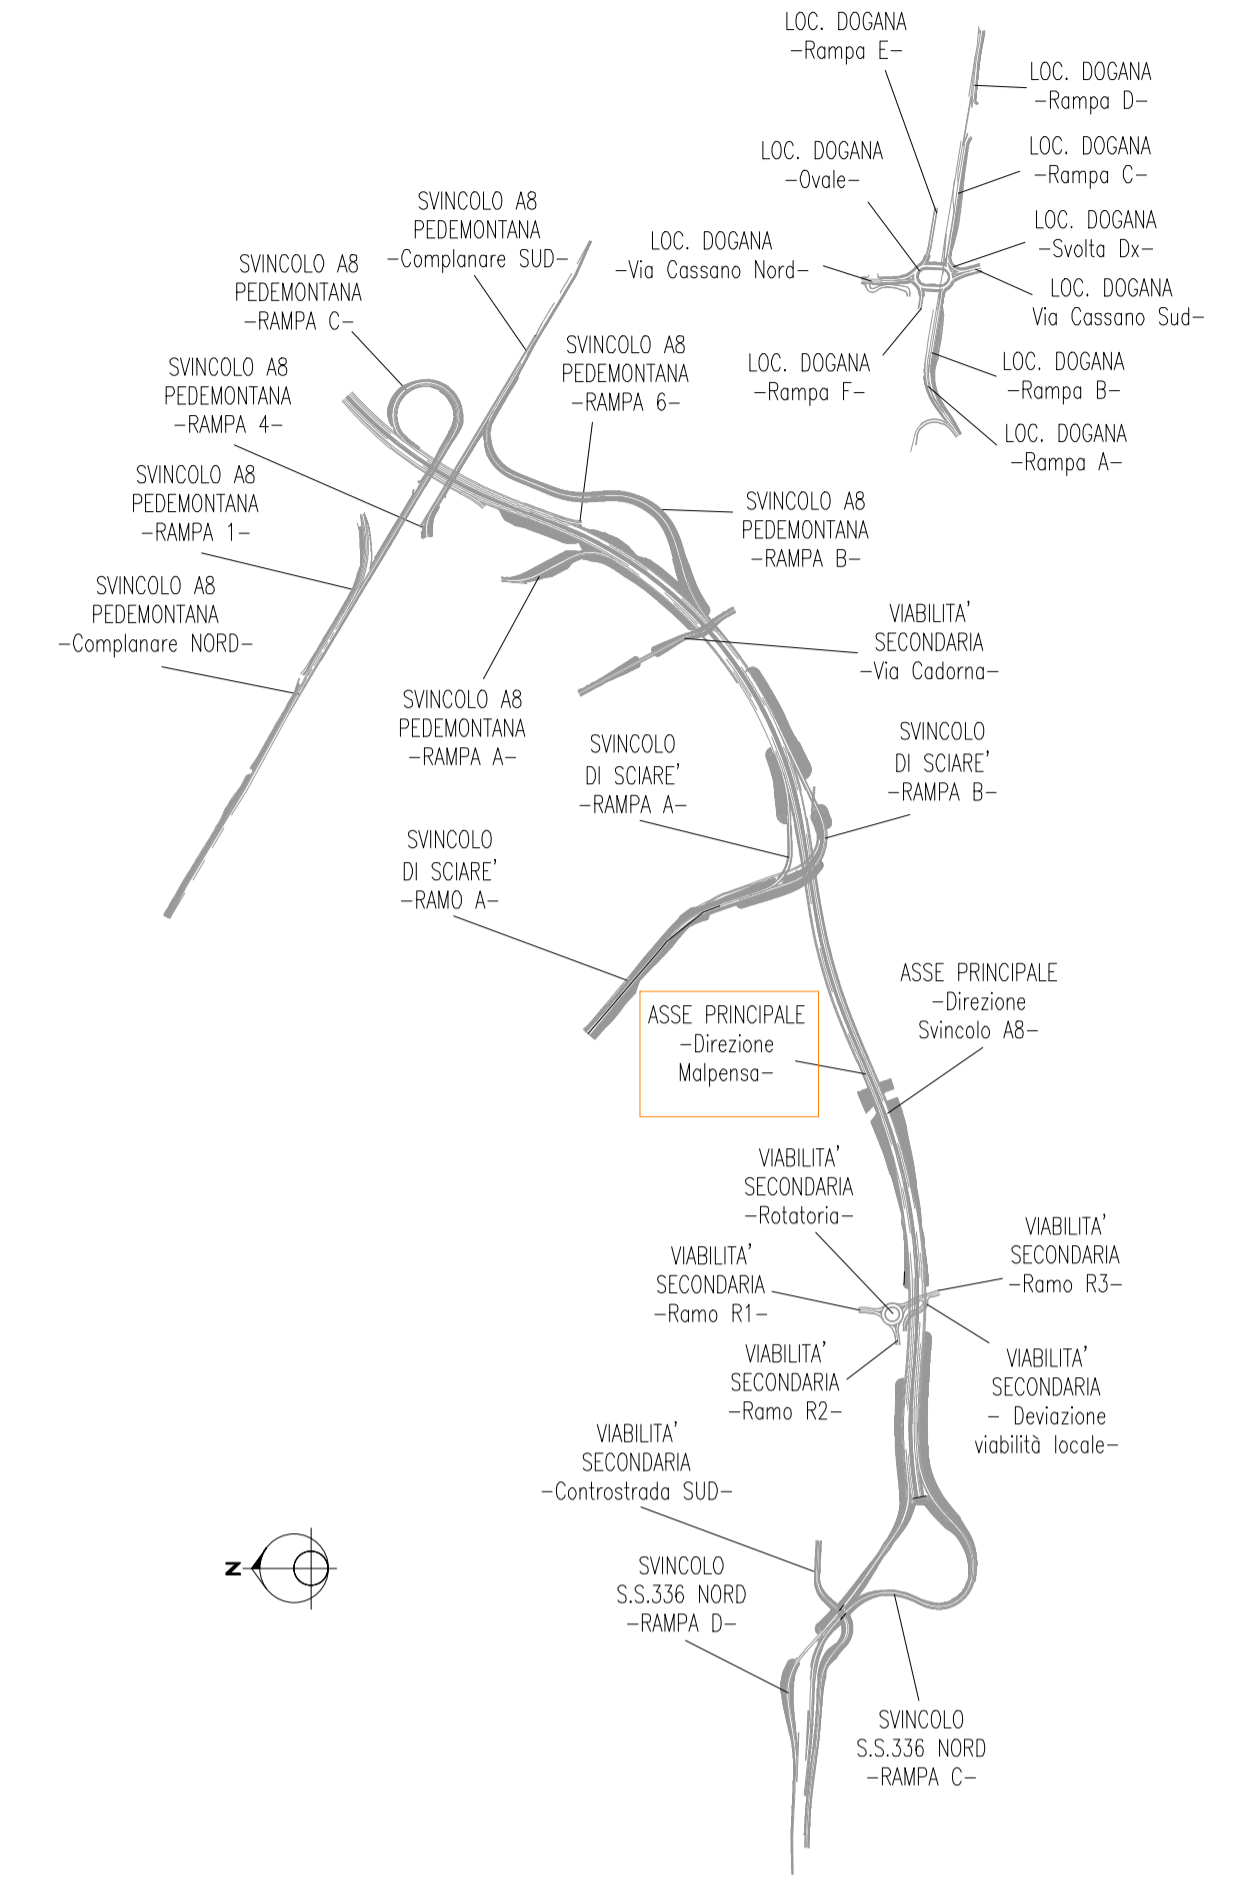 LOC. DOGANA
-Rampa E-
LOC. DOGANA
-Rampa D-
LOC. DOGANA
-Rampa C-
LOC. DOGANA
-Ovale-
SVINCOLO A8
PEDEMONTANA
-Complanare SUD-
LOC. DOGANA
-Svolta Dx-
LOC. DOGANA
-Via Cassano Nord-
SVINCOLO A8
PEDEMONTANA
-RAMPA C-
LOC. DOGANA
Via Cassano Sud-
SVINCOLO A8
PEDEMONTANA
-RAMPA 6-
LOC. DOGANA
-Rampa F-
LOC. DOGANA
-Rampa B-
SVINCOLO A8
PEDEMONTANA
-RAMPA 4-
LOC. DOGANA
-Rampa A-
SVINCOLO A8
PEDEMONTANA
-RAMPA 1-
SVINCOLO A8
PEDEMONTANA
-RAMPA B-
SVINCOLO A8
PEDEMONTANA
-Complanare NORD-
VIABILITA'
SECONDARIA
-Via Cadorna-
SVINCOLO A8
PEDEMONTANA
-RAMPA A-
SVINCOLO
DI SCIARE'
-RAMPA A-
SVINCOLO
DI SCIARE'
-RAMPA B-
SVINCOLO
DI SCIARE'
-RAMO A-
ASSE PRINCIPALE
-Direzione
Svincolo A8-
ASSE PRINCIPALE
-Direzione
Malpensa-
VIABILITA'
SECONDARIA
-Rotatoria-
VIABILITA'
SECONDARIA
-Ramo R3-
VIABILITA'
SECONDARIA
-Ramo R1-
VIABILITA'
SECONDARIA
-Ramo R2-
VIABILITA'
SECONDARIA
- Deviazione
viabilità locale-
VIABILITA'
SECONDARIA
-Controstrada SUD-
N
SVINCOLO
S.S.336 NORD
-RAMPA D-
SVINCOLO
S.S.336 NORD
-RAMPA C-